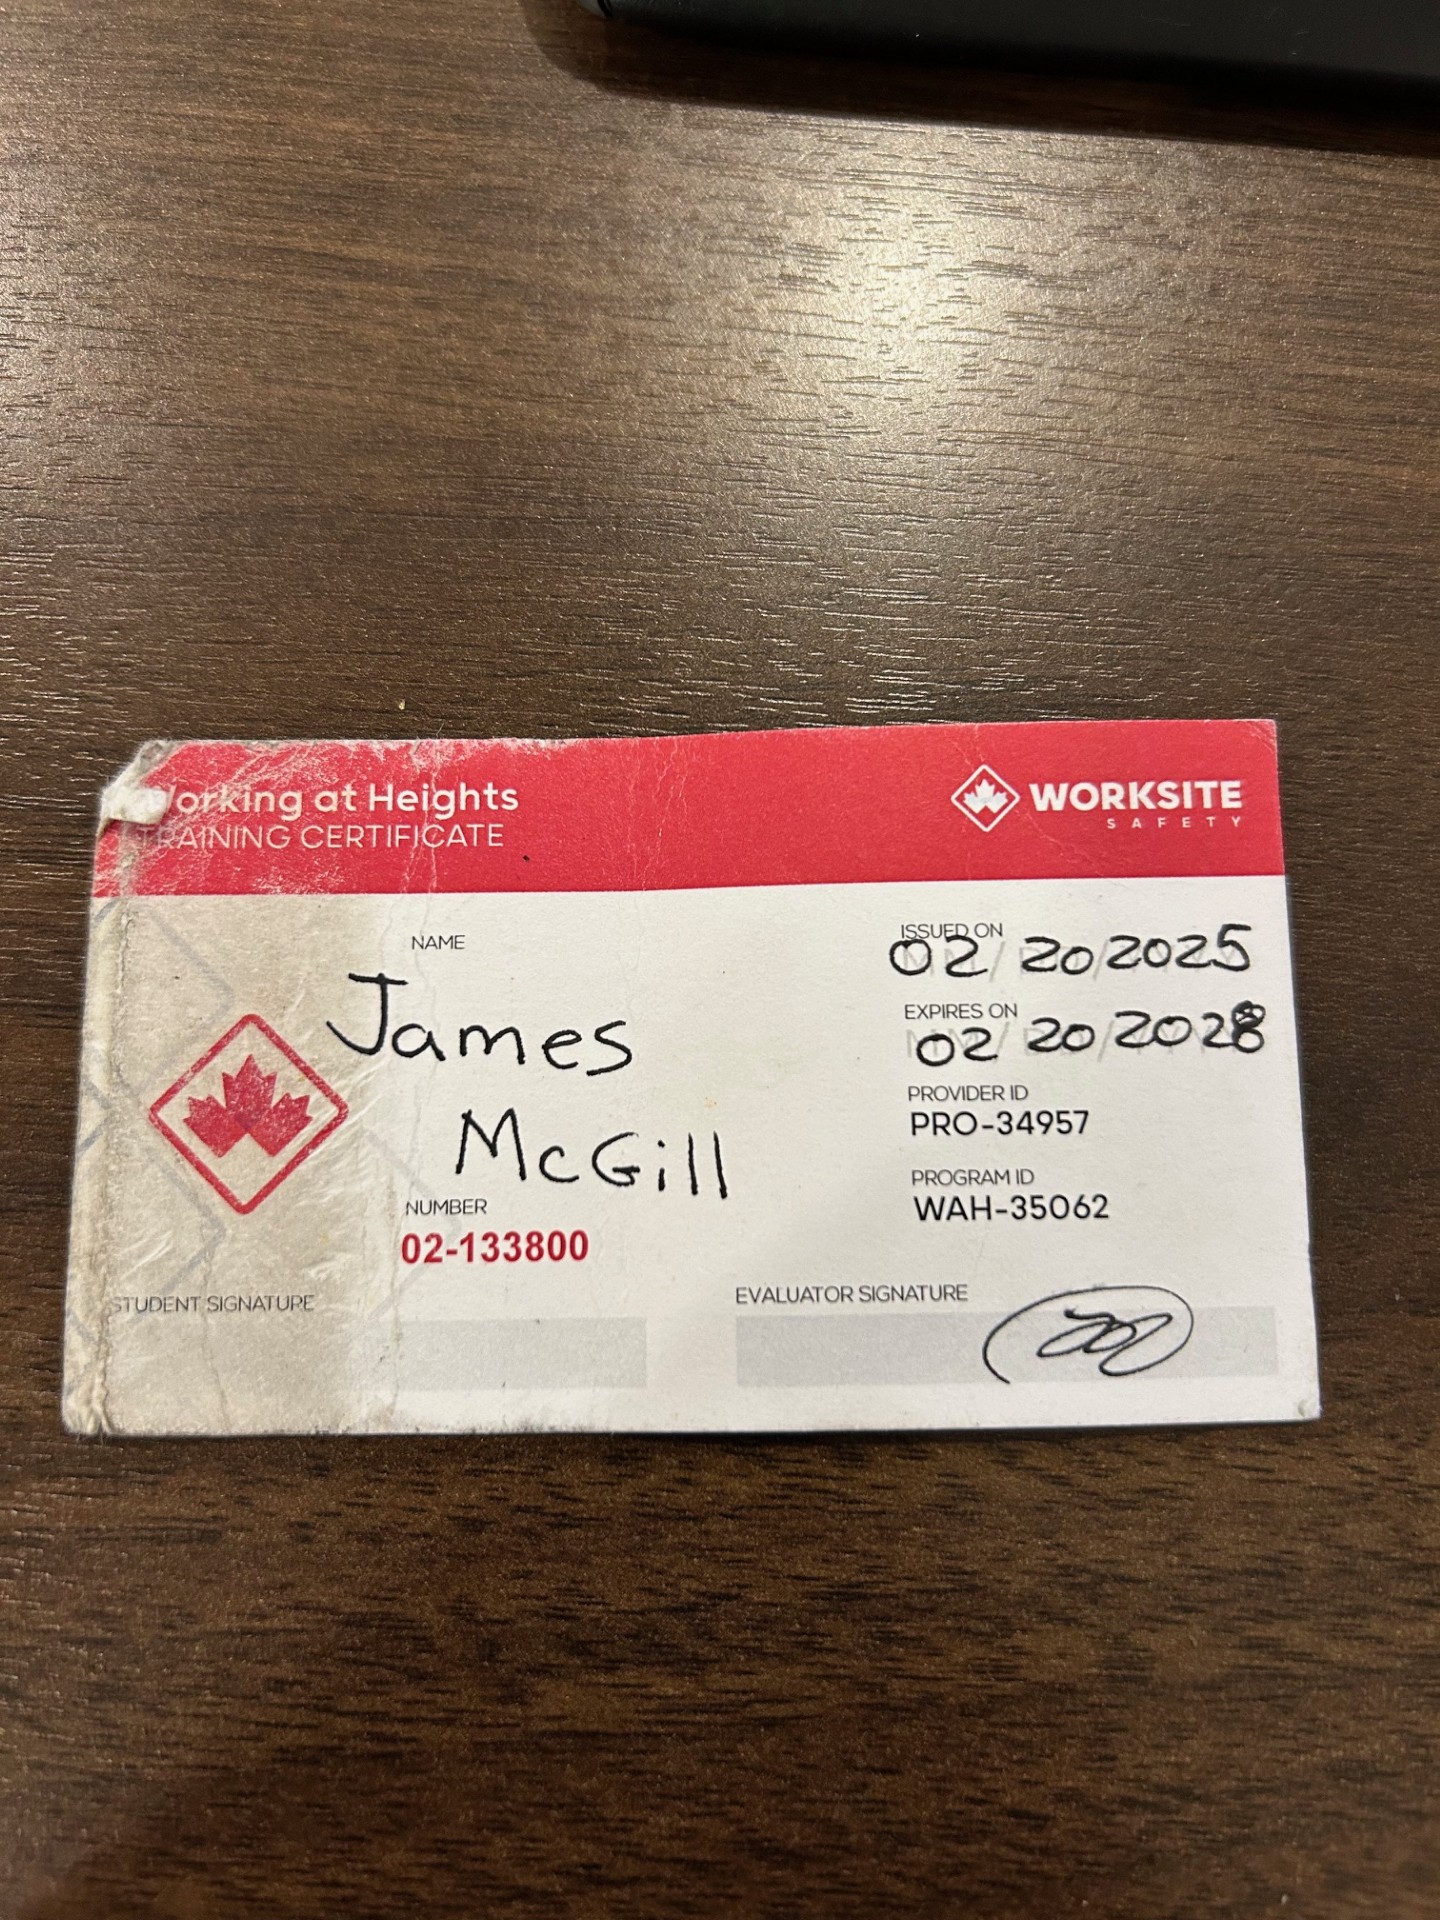 Working at Heights
TRAINING CERTIFICATE
WORKSITE
SAFETY
NAME
James
McGill
NUMBER
02-133800
ISSUED ON
02 20 2025
EXPIRES ON
02 20 2028
PROVIDER ID
PRO-34957
PROGRAM ID
WAH-35062
STUDENT SIGNATURE
EVALUATOR SIGNATURE